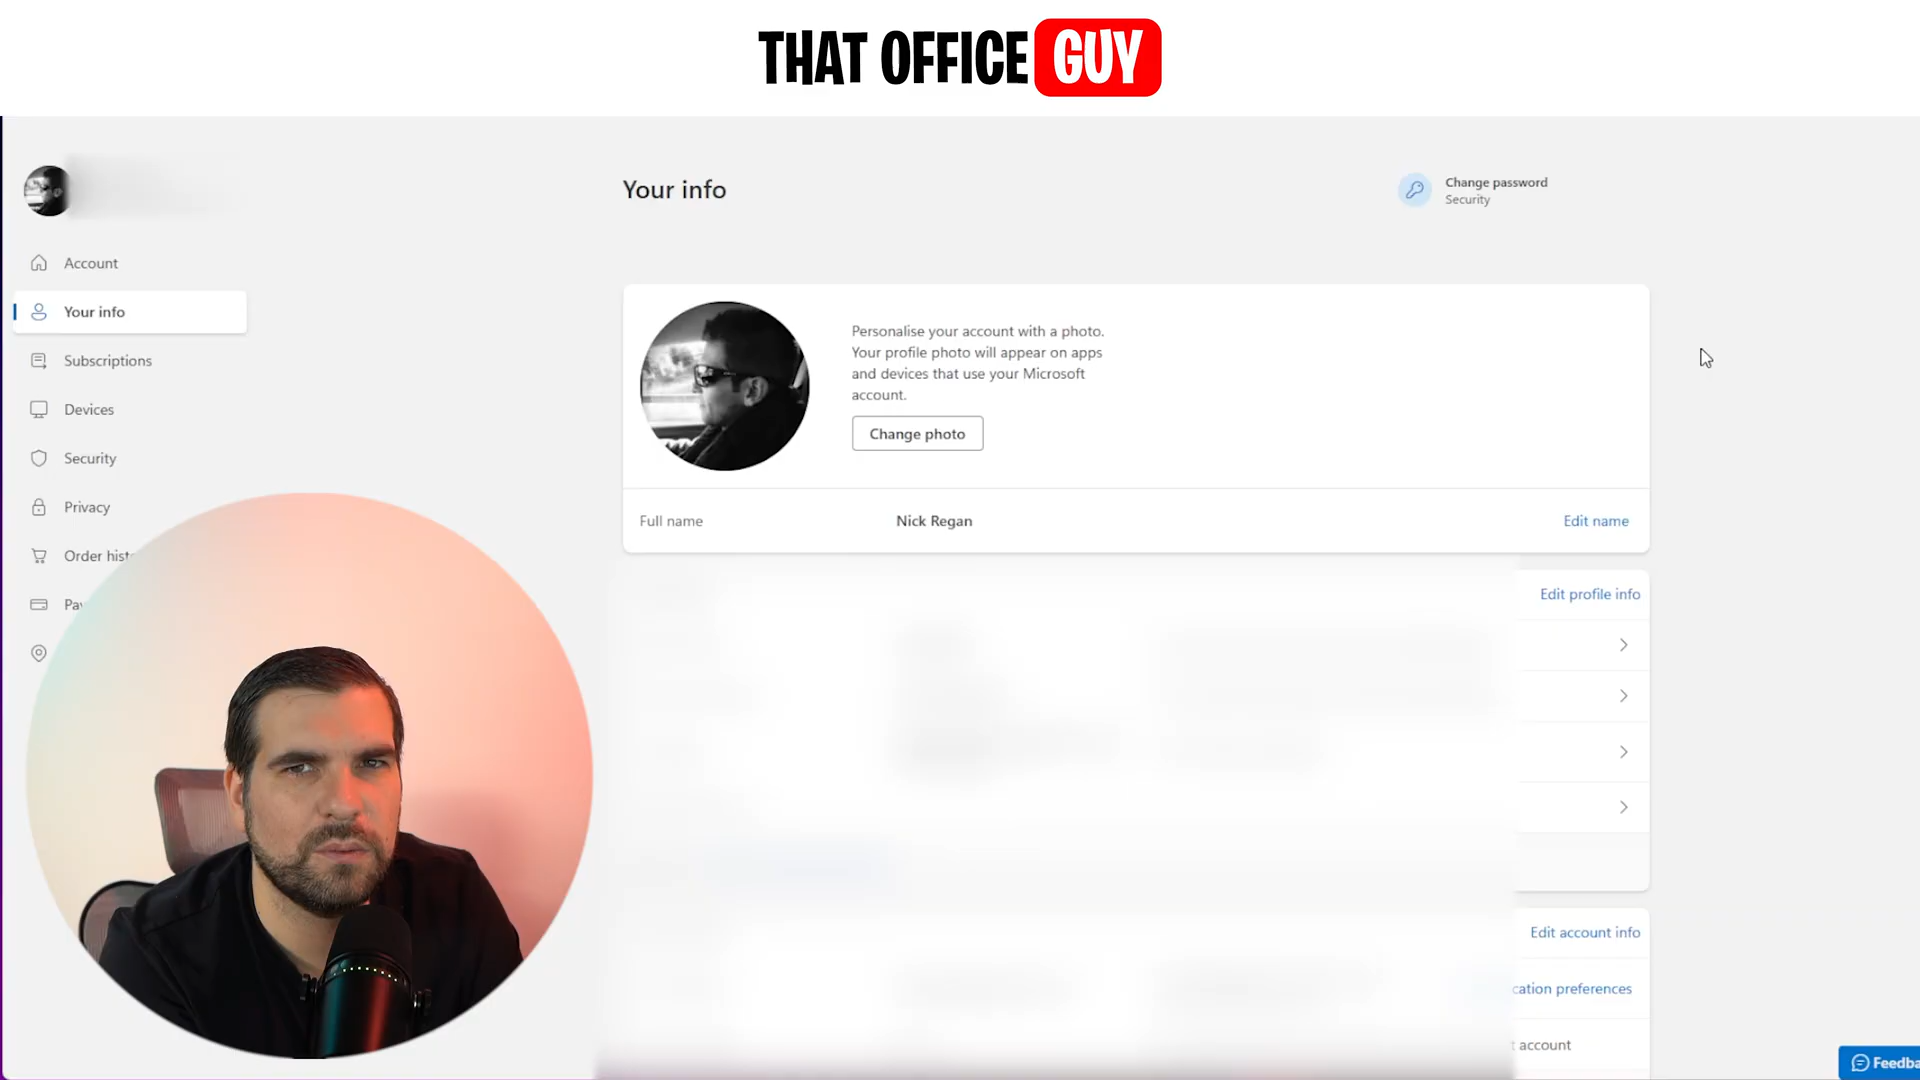 THAT OFFICE GUY
Your info
Change password
Security
Account
Your info
Subscriptions
Devices
Security
Privacy
Order
Personalise your account with a photo.
Your profile photo will appear on apps
and devices that use your Microsoft
account.
Change photo
Full name
Nick Regan
Edit name
Edit profile info
Edit account info
preferences
account